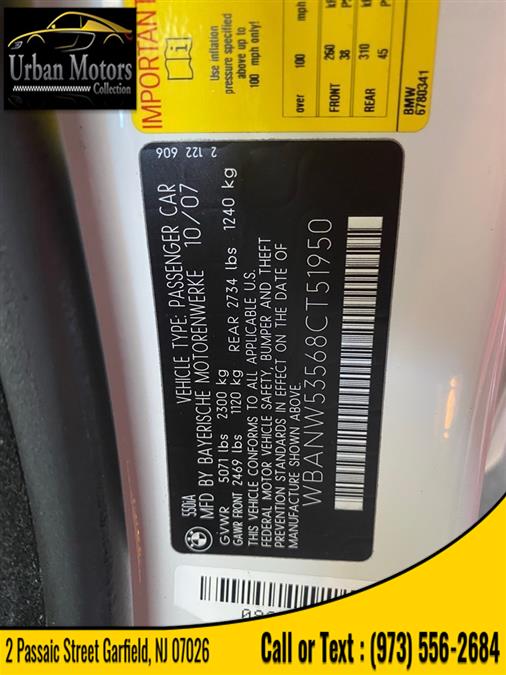 Urban Motors
Collection
IMPORTANT
Use inflation
pressure specified for
100 mph only!
over
100
mph
FRONT
260
38
REAR
310
45
BMW
6780341
2 122 606
550iA
VEHICLE TYPE: PASSENGER CAR
MFD BY BAYERISCHE MOTORENWERKE 10/07
GVWR 5071 lbs 2300 kg
GAWR FRONT 2469 lbs 1120 kg REAR 2734 lbs 1240 kg
THIS VEHICLE CONFORMS TO ALL APPLICABLE U.S.
FEDERAL MOTOR VEHICLE SAFETY, BUMPER AND THEFT
PREVENTION STANDARDS IN EFFECT ON THE DATE OF
MANUFACTURE SHOWN ABOVE.
WBANW53568CT51950
2 Passaic Street Garfield, NJ 07026
Call or Text : (973) 556-2684